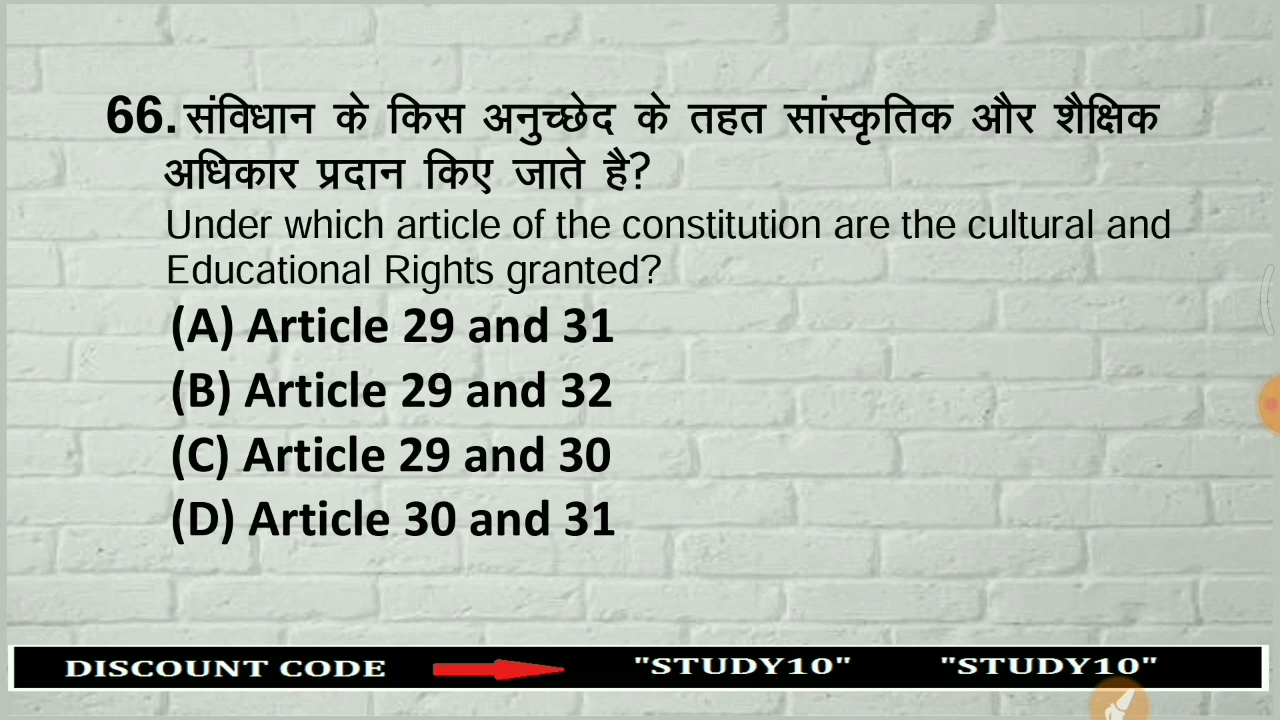 66. संविधान के किस अनुच्छेद के तहत सांस्कृतिक और शैक्षिक
अधिकार प्रदान किए जाते है?
Under which article of the constitution are the cultural and
Educational Rights granted?
(A) Article 29 and 31
(B) Article 29 and 32
(C) Article 29 and 30
(D) Article 30 and 31
DISCOUNT CODE "STUDY10" "STUDY10"